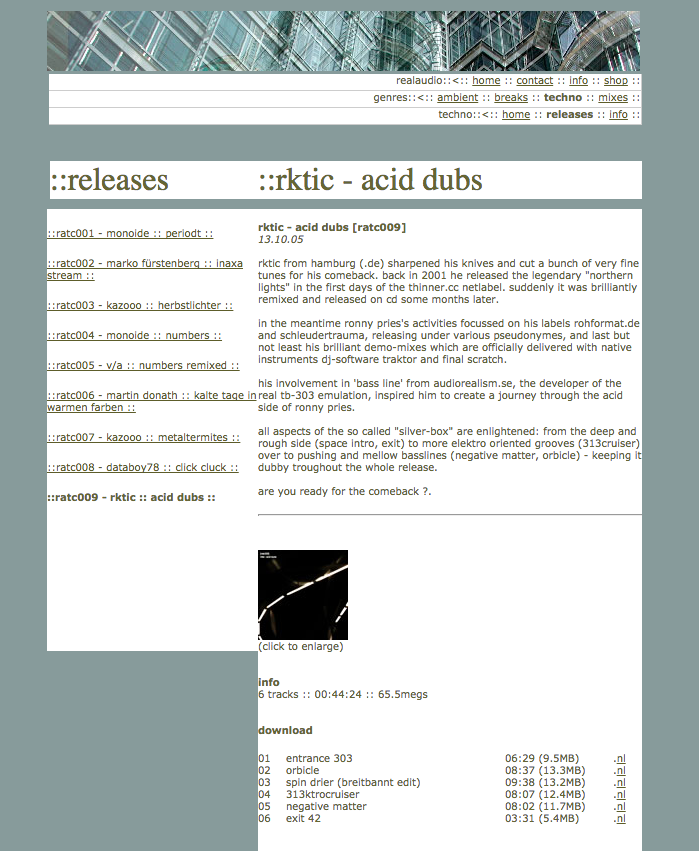 realaudio::<:: home :: contact :: info :: shop ::
genres::<:: ambient :: breaks :: techno :: mixes ::
techno::<:: home :: releases :: info ::
::releases
::rktic - acid dubs
::ratc001 - monoide :: periodt ::
::ratc002 - marko fürstenberg :: inaxa
stream ::
::ratc003 - kazooo :: herbstlichter ::
::ratc004 - monoide :: numbers ::
::ratc005 - v/a :: numbers remixed ::
::ratc006 - martin donath :: kalte tage in
warmen farben ::
::ratc007 - kazooo :: metaltermites ::
::ratc008 - databoy78 :: click cluck ::
::ratc009 - rktic :: acid dubs ::
rktic - acid dubs [ratc009]
13.10.05
rktic from hamburg (.de) sharpened his knives and cut a bunch of very fine
tunes for his comeback. back in 2001 he released the legendary "northern
lights" in the first days of the thinner.cc netlabel. suddenly it was brilliantly
remixed and released on cd some months later.
in the meantime ronny pries's activities focussed on his labels rohformat.de
and schieudertrauma, releasing under various pseudonymes, and last but
not least his brilliant demo-mixes which are officially delivered with native
instruments dj-software traktor and final scratch.
his involvement in 'bass line' from audiorealism.se, the developer of the
real tb-303 emulation, inspired him to create a journey through the acid
side of ronny pries.
all aspects of the so called "silver-box" are enlightened: from the deep and
rough side (space intro, exit) to more elektro oriented grooves (313cruiser)
over to pushing and mellow basslines (negative matter, orbicle) - keeping it
dubby troughout the whole release.
are you ready for the comeback ?.
(click to enlarge)
info
6 tracks :: 00:44:24 :: 65.5megs
download
01 entrance 303 06:29 (9.5MB) .nl
02 orbicle 08:37 (13.3MB) .nl
03 spin drier (breitbannt edit) 09:38 (13.2MB) .nl
04 313ktrocruiser 08:07 (12.4MB) .nl
05 negative matter 08:02 (11.7MB) .nl
06 exit 42 03:31 (5.4MB) .nl